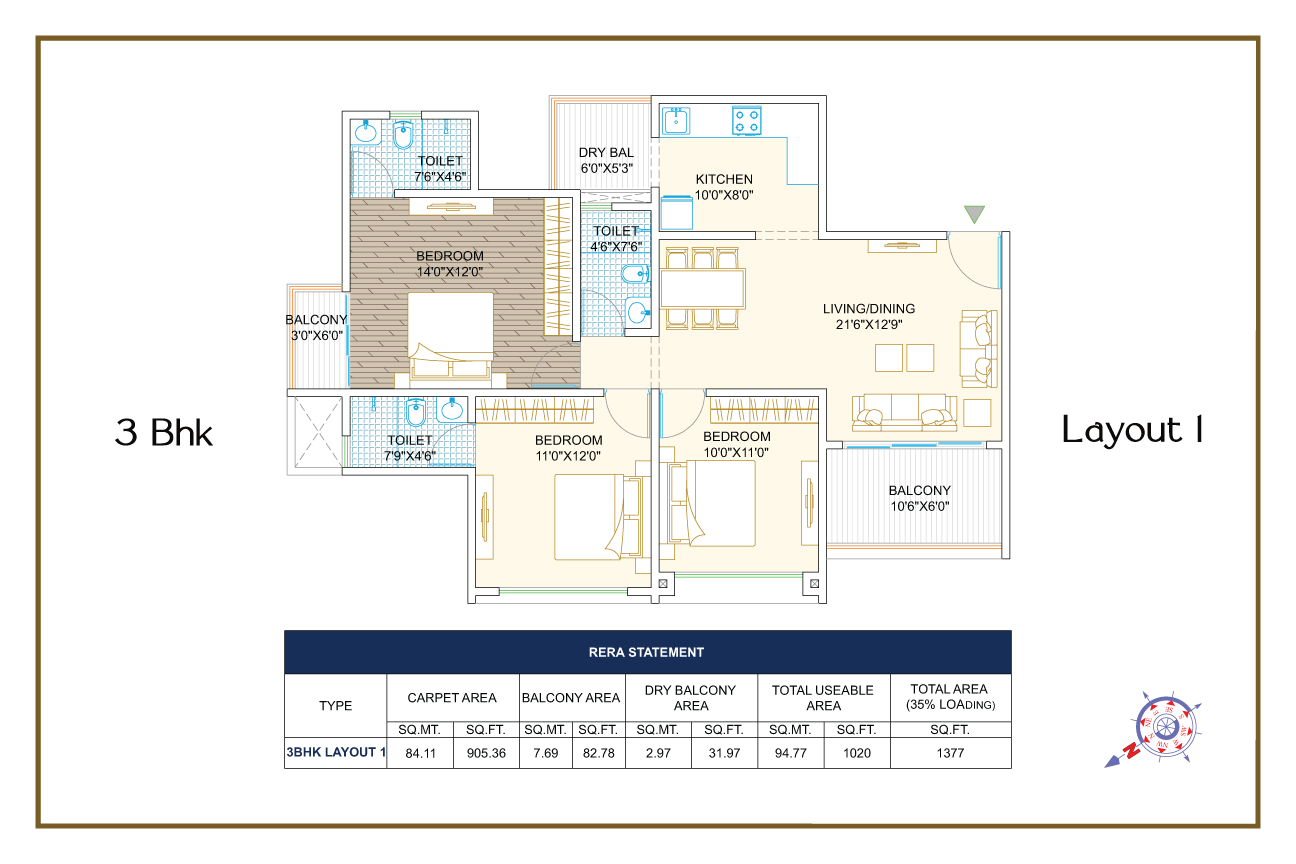 TOILET
7'6"X4'6"
DRY BAL
6'0"X5'3"
KITCHEN
10'0"X8'0"
TOILET
4'6"X7'6"
BEDROOM
14'0"X12'0"
BALCONY
3'0"X6'0"
LIVING/DINING
21'6"X12'9"
3 Bhk
TOILET
7'9"X4'6"
BEDROOM
11'0"X12'0"
BEDROOM
10'0"X11'0"
Layout 1
BALCONY
10'6"X6'0"
RERA STATEMENT
TYPE CARPET AREA BALCONY AREA DRY BALCONY AREA TOTAL USEABLE AREA TOTAL AREA (35% LOADING)
SQ.MT. SQ.FT. SQ.MT. SQ.FT. SQ.MT. SQ.FT. SQ.MT. SQ.FT. SQ.FT.
3BHK LAYOUT 1 84.11 905.36 7.69 82.78 2.97 31.97 94.77 1020 1377
N